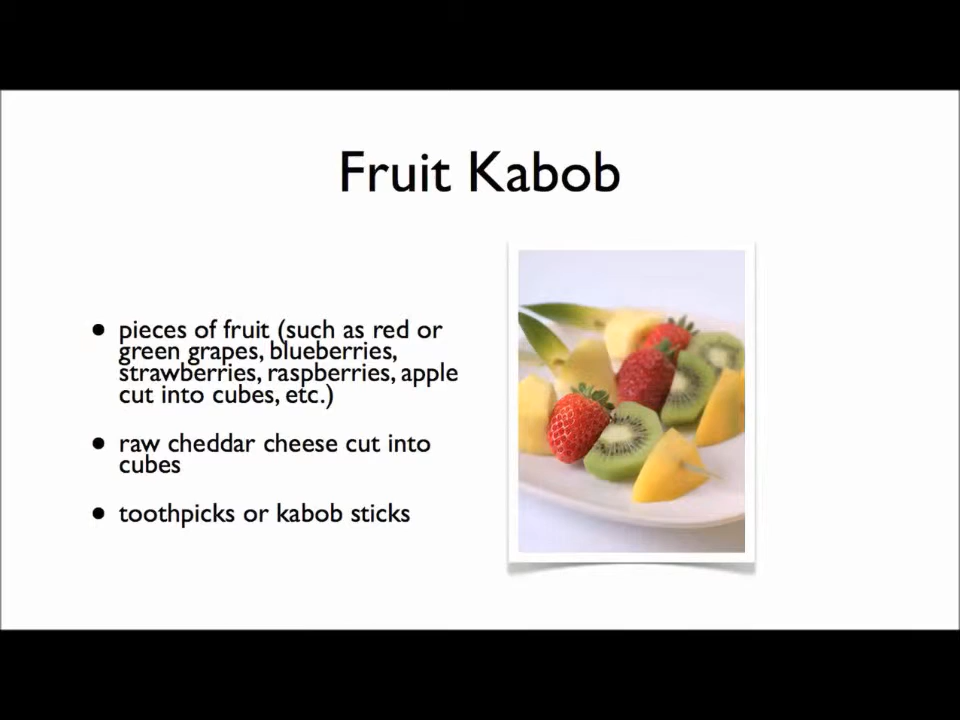 Fruit Kabob
• pieces of fruit (such as red or
green grapes, blueberries,
strawberries, raspberries, apple
cut into cubes, etc.)
• raw cheddar cheese cut into
cubes
• toothpicks or kabob sticks